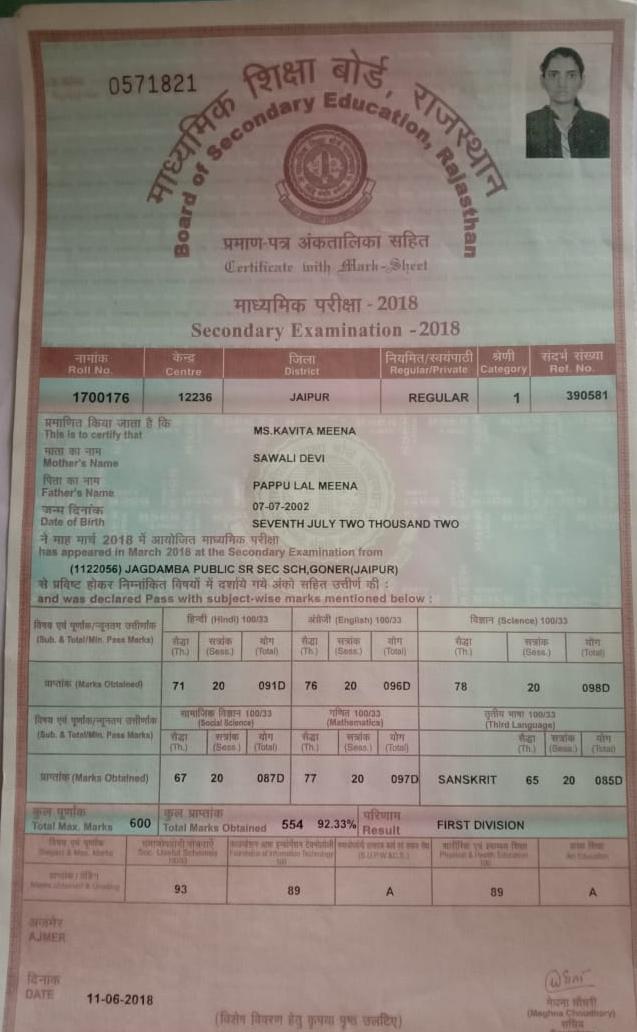 0571821
माध्यमिक शिक्षा बोर्ड, राजस्थान
Board of Secondary Education, Rajasthan
प्रमाण-पत्र अंकतालिका सहित
Certificate with Mark-Sheet
माध्यमिक परीक्षा - 2018
Secondary Examination - 2018
नामांक केन्द्र जिला नियमित/स्वयंपाठी श्रेणी संदर्भ संख्या
Roll No. Centre District Regular/Private Category Ref. No.
1700176 12236 JAIPUR REGULAR 1 390581
प्रमाणित किया जाता है कि
This is to certify that MS.KAVITA MEENA
माता का नाम
Mother's Name SAWALI DEVI
पिता का नाम
Father's Name PAPPU LAL MEENA
जन्म दिनांक 07-07-2002
Date of Birth SEVENTH JULY TWO THOUSAND TWO
ने माह मार्च 2018 में आयोजित माध्यमिक परीक्षा
has appeared in March 2018 at the Secondary Examination from
(1122056) JAGDAMBA PUBLIC SR SEC SCH,GONER(JAIPUR)
से प्रविष्ट होकर निम्नांकित विषयों में दर्शाये गये अंको सहित उत्तीर्ण की :
and was declared Pass with subject-wise marks mentioned below :
विषय एवं पूर्णांक/न्यूनतम उत्तीर्णांक हिन्दी (Hindi) 100/33 अंग्रेजी (English) 100/33 विज्ञान (Science) 100/33
(Sub. & Total/Min. Pass Marks) सैद्धा सत्रांक योग सैद्धा सत्रांक योग सैद्धा सत्रांक योग
(Th.) (Sess.) (Total) (Th.) (Sess.) (Total) (Th.) (Sess.) (Total)
प्राप्तांक (Marks Obtained) 71 20 091D 76 20 096D 78 20 098D
विषय एवं पूर्णांक/न्यूनतम उत्तीर्णांक सामाजिक विज्ञान 100/33 गणित 100/33 तृतीय भाषा 100/33
(Sub. & Total/Min. Pass Marks) (Social Science) (Mathematics) (Third Language)
सैद्धा सत्रांक योग सैद्धा सत्रांक योग सैद्धा सत्रांक योग
(Th.) (Sess.) (Total) (Th.) (Sess.) (Total) (Th.) (Sess.) (Total)
प्राप्तांक (Marks Obtained) 67 20 087D 77 20 097D SANSKRIT 65 20 085D
कुल पूर्णांक कुल प्राप्तांक परिणाम
Total Max. Marks 600 Total Marks Obtained 554 92.33% Result FIRST DIVISION
विषय एवं पूर्णांक
Subject & Max. Marks Foundation of Information Technology (S.U.P.W.&C.S.) Physical & Health Education Art Education
100 100
Marks obtained & Grading 93 89 A 89 A
अजमेर
AJMER
दिनांक
DATE 11-06-2018
मेघना चौधरी
(Meghna Choudhary)
सचिव
(विशेष विवरण हेतु कृपया पृष्ठ उलटिए)